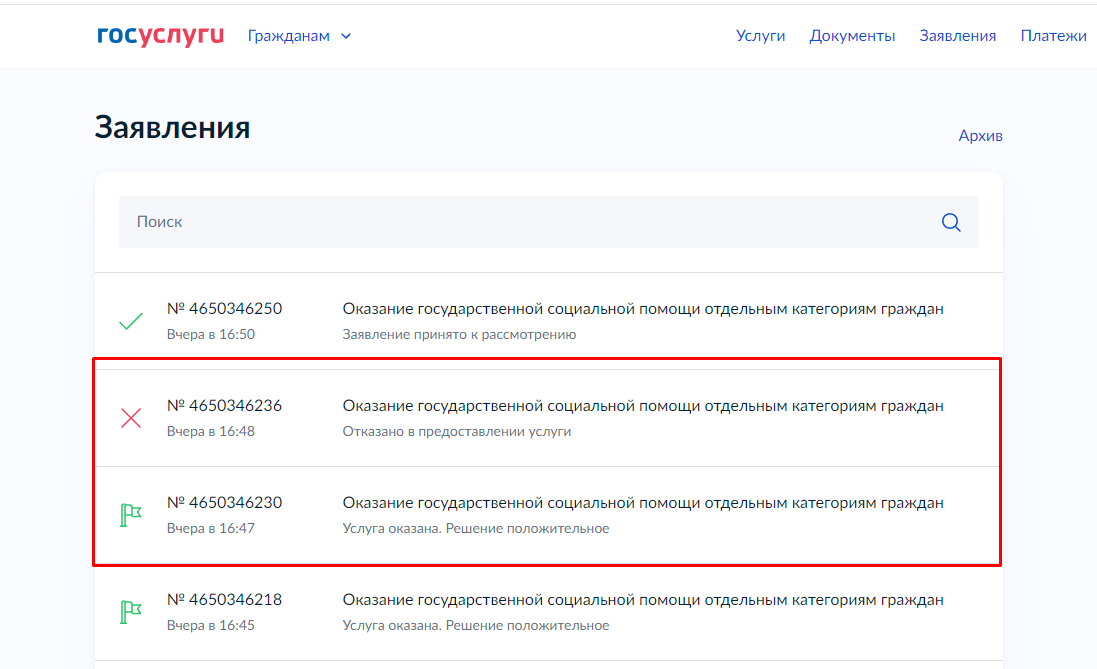 госуслуги Гражданам Услуги Документы Заявления Платежи
Заявления
Архив
Поиск
№ 4650346250 Оказание государственной социальной помощи отдельным категориям граждан
Вчера в 16:50 Заявление принято к рассмотрению
№ 4650346236 Оказание государственной социальной помощи отдельным категориям граждан
Вчера в 16:48 Отказано в предоставлении услуги
№ 4650346230 Оказание государственной социальной помощи отдельным категориям граждан
Вчера в 16:47 Услуга оказана. Решение положительное
№ 4650346218 Оказание государственной социальной помощи отдельным категориям граждан
Вчера в 16:45 Услуга оказана. Решение положительное